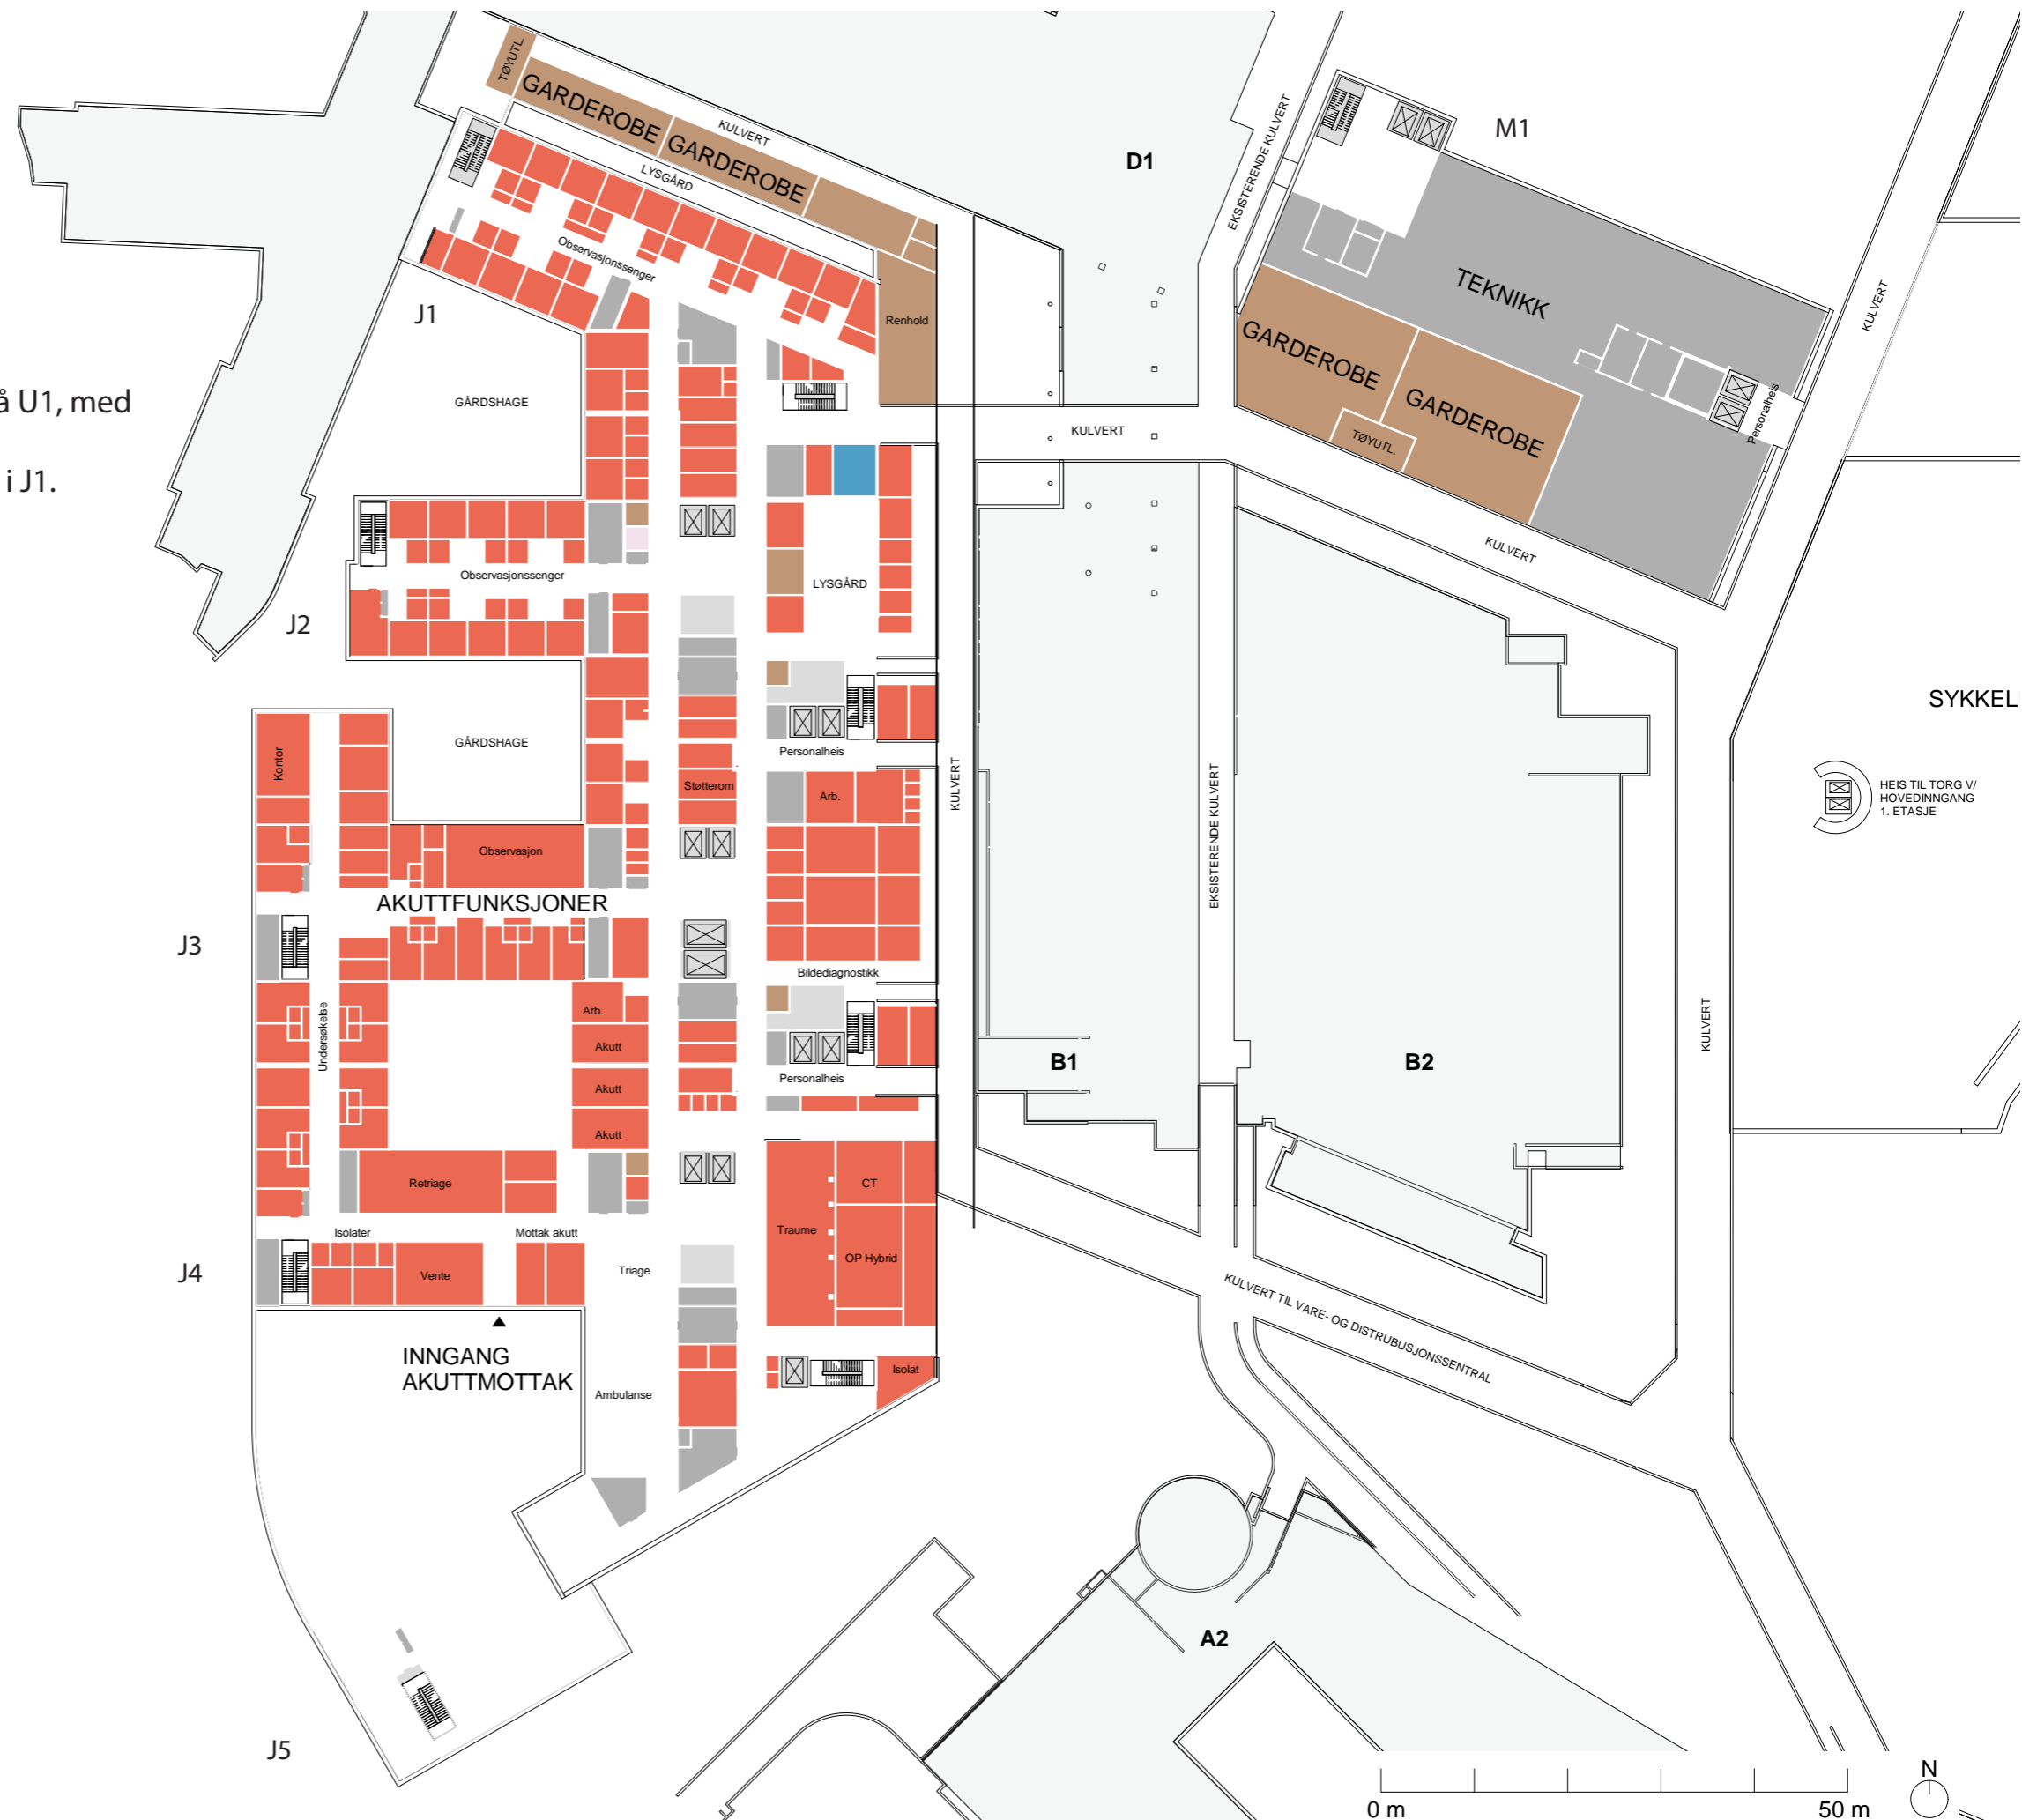 TØYUTL.
GARDEROBE
GARDEROBE
KULVERT
LYSGÅRD
D1
EKSISTERENDE KULVERT
M1
TEKNIKK
KULVERT
Observasjonssenger
J1
Renhold
GARDEROBE
GARDEROBE
TØYUTL.
Personalheis
å U1, med
i J1.
GÅRDSHAGE
KULVERT
KULVERT
Observasjonssenger
LYSGÅRD
J2
SYKKEL
GÅRDSHAGE
Kontor
Personalheis
KULVERT
Støtterom
Arb.
EKSISTERENDE KULVERT
HEIS TIL TORG V/
HOVEDINNGANG
1. ETASJE
Observasjon
AKUTTFUNKSJONER
J3
Bildediagnostikk
Undersøkelse
Arb.
Akutt
Akutt
Akutt
Personalheis
B1
B2
KULVERT
Retriage
CT
Isolater
Mottak akutt
Traume
OP Hybrid
J4
Vente
Triage
KULVERT TIL VARE- OG DISTRUBUSJONSSENTRAL
INNGANG
AKUTTMOTTAK
Ambulanse
Isolat
A2
J5
N
0 m
50 m